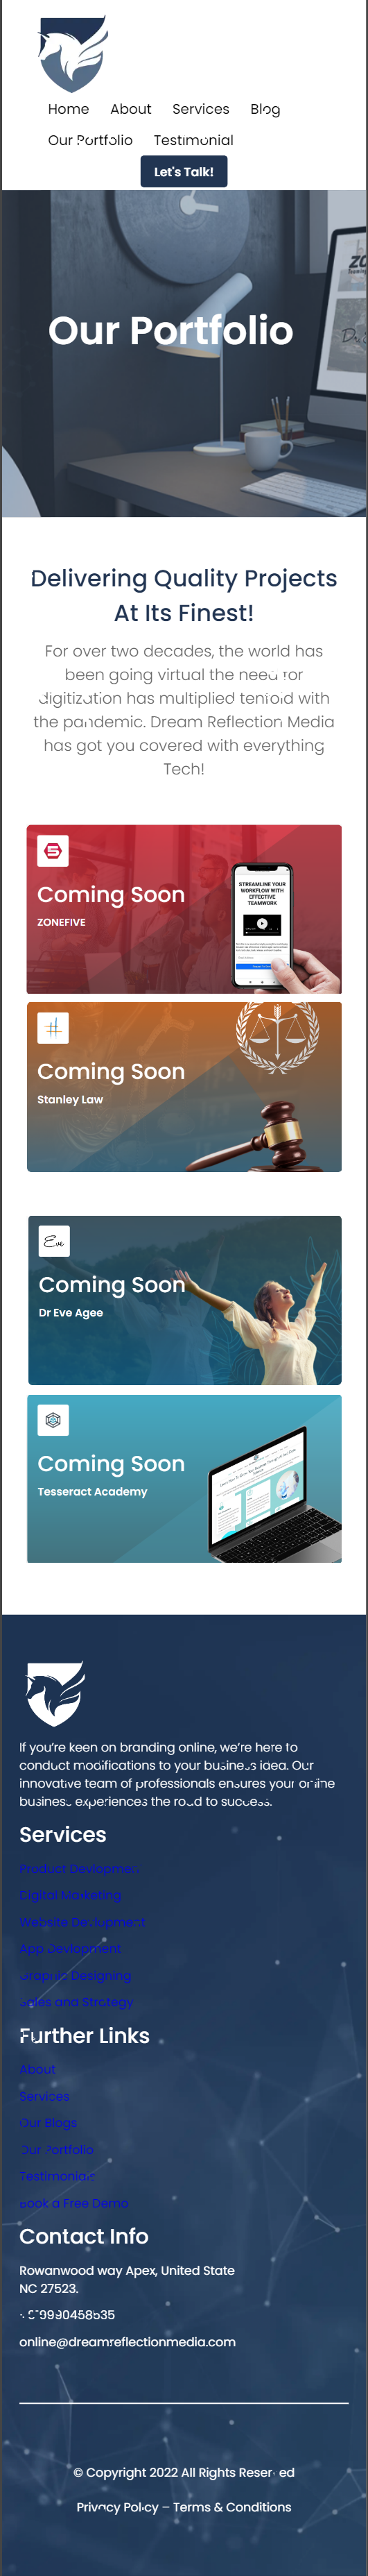 Home About Services Blog
Our Portfolio Testimonial
Let's Talk!
Our Portfolio
Delivering Quality Projects
At Its Finest!
For over two decades, the world has
been going virtual the need for
digitization has multiplied tenfold with
the pandemic. Dream Reflection Media
has got you covered with everything
Tech!
Coming Soon
ZONEFIVE
STREAMLINE YOUR
WORKFLOW WITH
EFFECTIVE
TEAMWORK
Coming Soon
Stanley Law
Eve
Coming Soon
Dr Eve Agee
Coming Soon
Tesseract Academy
If you're keen on branding online, we're here to
conduct modifications to your business idea. Our
innovative team of professionals ensures your online
business experiences the road to success.
Services
Product Devlopment
Digital Marketing
Website Devlopment
App Devlopment
Graphic Designing
Sales and Strategy
Further Links
About
Services
Our Blogs
Our Portfolio
Testimonials
Book a Free Demo
Contact Info
Rowanwood way Apex, United State
NC 27523.
online@dreamreflectionmedia.com
© Copyright 2022 All Rights Reserved
Privacy Policy – Terms & Conditions